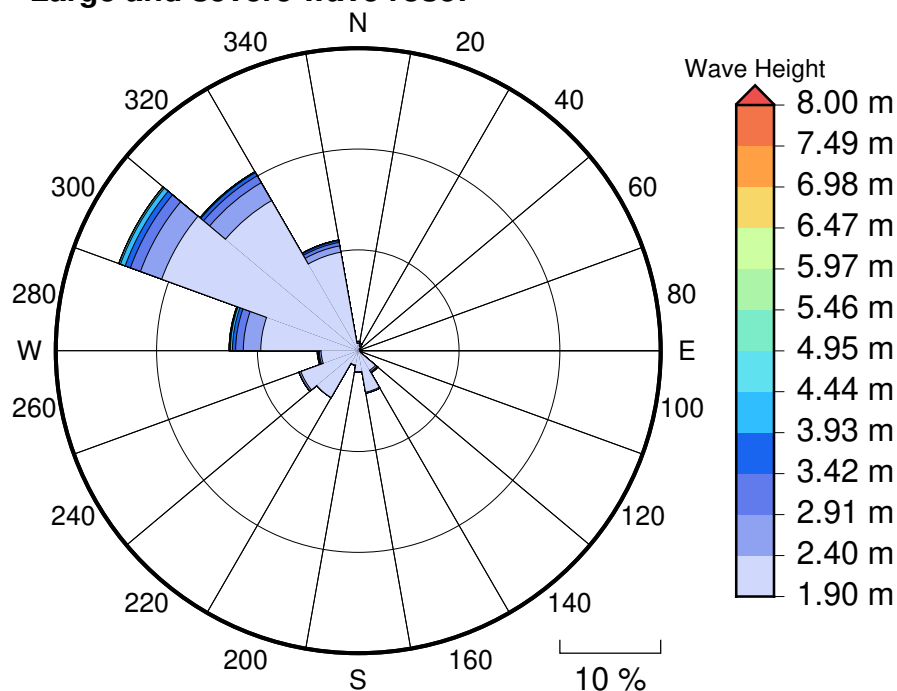 Large and severe wave rose.
N
20
40
60
80
E
100
120
140
160
S
200
220
240
260
W
280
300
320
340
Wave Height
8.00 m
7.49 m
6.98 m
6.47 m
5.97 m
5.46 m
4.95 m
4.44 m
3.93 m
3.42 m
2.91 m
2.40 m
1.90 m
10 %